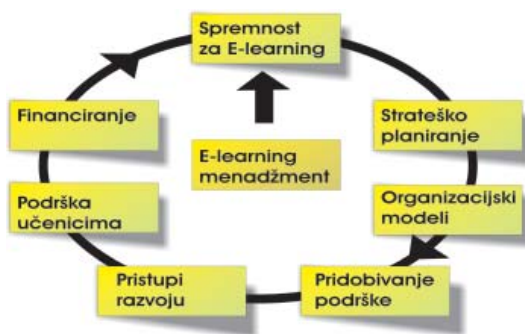 Spremnost
za E-learning
Financiranje
Strateško
planiranje
E-learning
menadžment
Podrška
učenicima
Organizacijski
modeli
Pristupi
razvoju
Pridobivanje
podrške